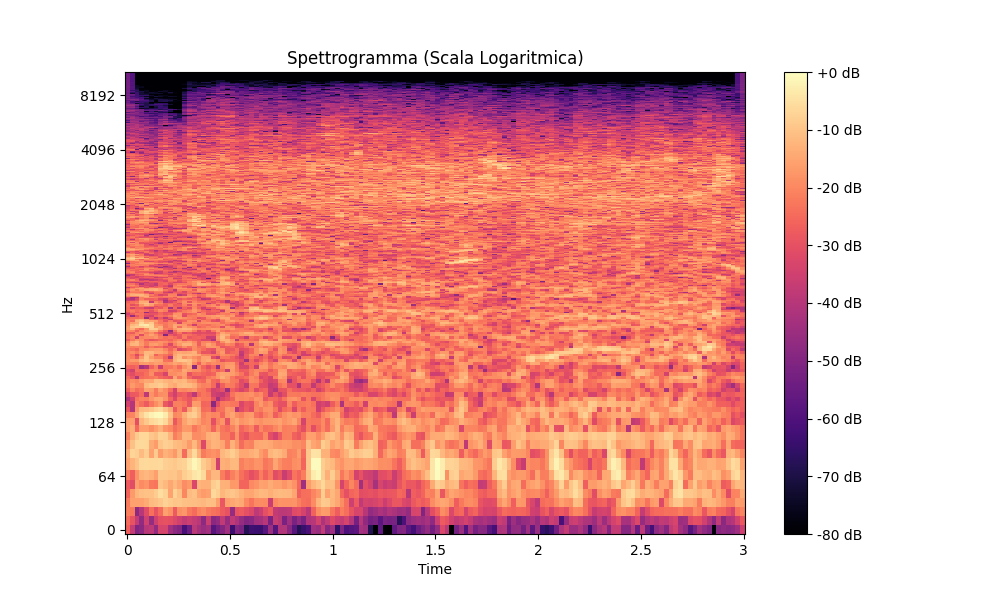 Spettrogramma (Scala Logaritmica)
+0 dB
8192
-10 dB
4096
-20 dB
2048
-30 dB
1024
Hz
512
-40 dB
256
-50 dB
128
-60 dB
64
-70 dB
0
-80 dB
0 0.5 1 1.5 2 2.5 3
Time